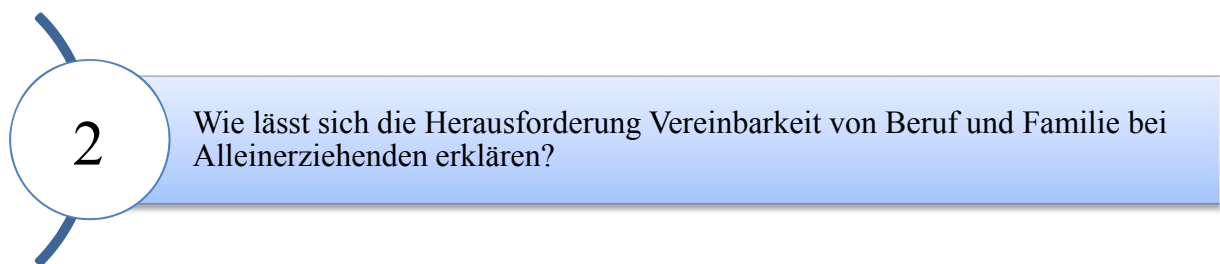 2
Wie lässt sich die Herausforderung Vereinbarkeit von Beruf und Familie bei
Alleinerziehenden erklären?